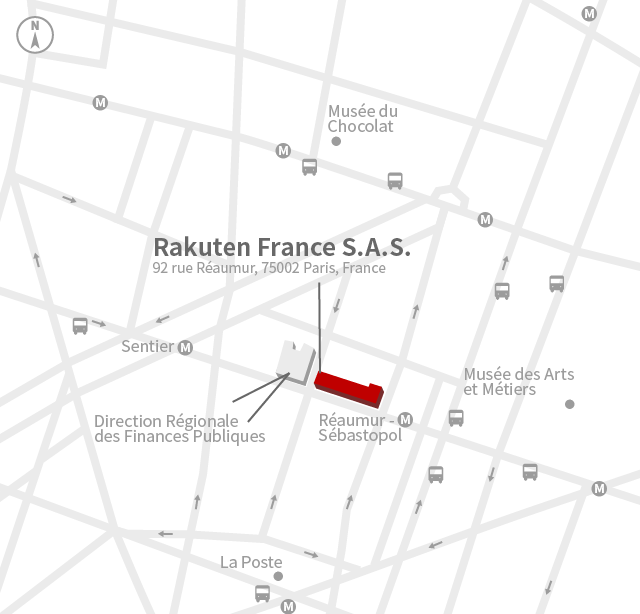 N
M
M
Musée du
Chocolat
M
M
Rakuten France S.A.S.
92 rue Réaumur, 75002 Paris, France
Sentier M
Musée des Arts
et Métiers
Direction Régionale
des Finances Publiques
Réaumur - M
Sébastopol
M
La Poste
M